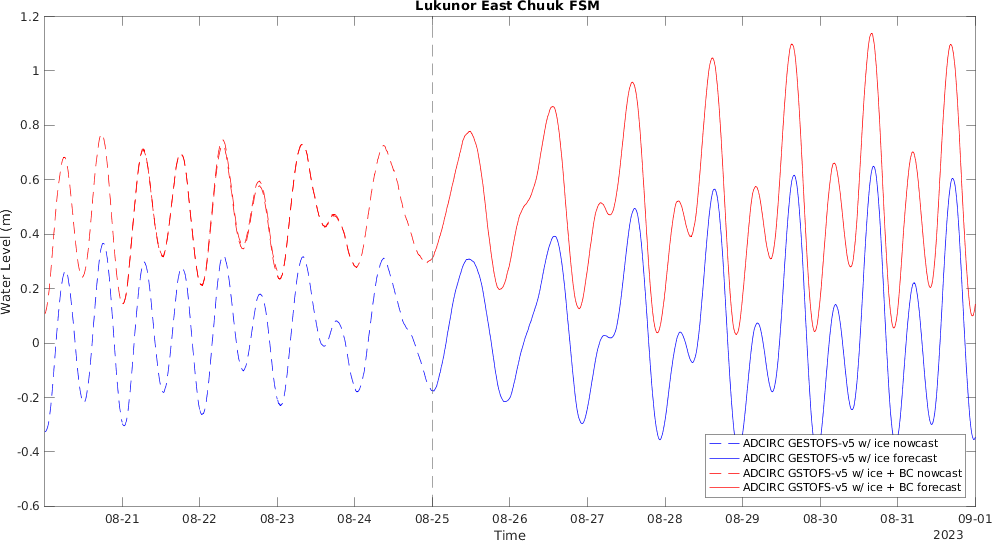 Lukunor East Chuuk FSM
1.2
1
0.8
0.6
0.4
0.2
0
-0.2
-0.4
-0.6
Water Level (m)
08-21 08-22 08-23 08-24 08-25 08-26 08-27 08-28 08-29 08-30 08-31 09-01
Time
2023
ADCIRC GESTOFS-v5 w/ ice nowcast
ADCIRC GESTOFS-v5 w/ ice forecast
ADCIRC GSTOFS-v5 w/ ice + BC nowcast
ADCIRC GSTOFS-v5 w/ ice + BC forecast